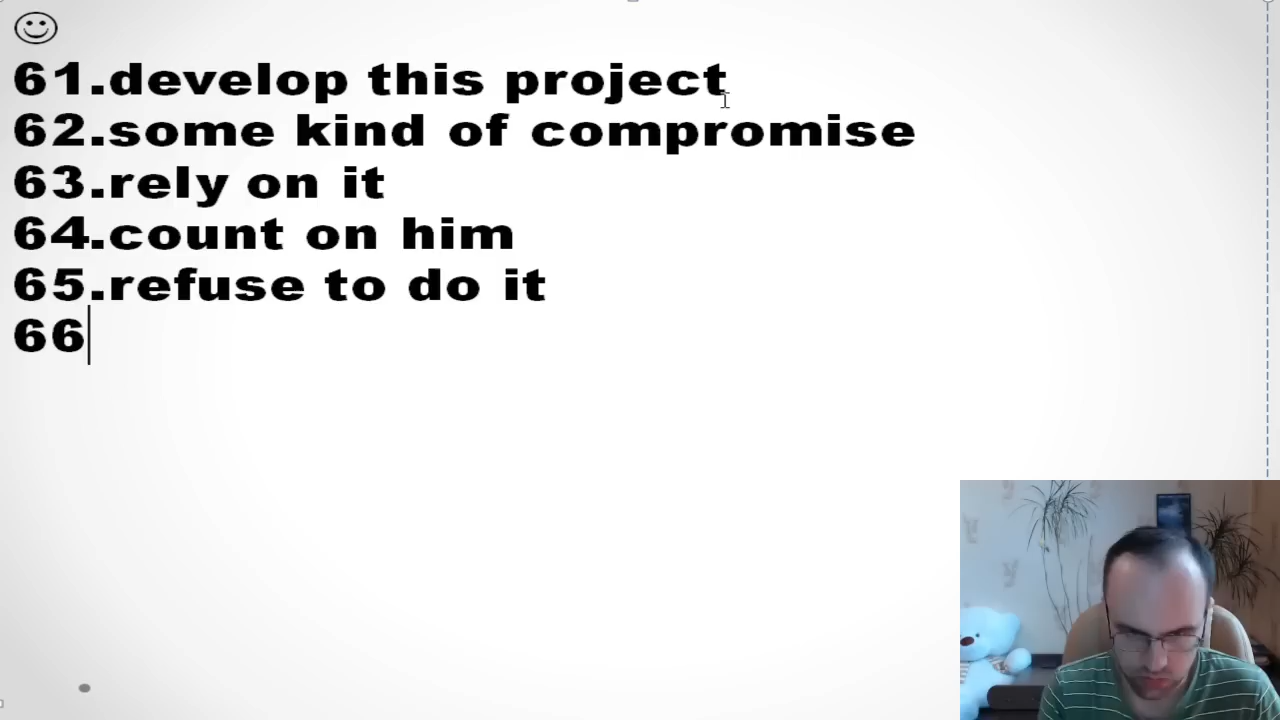 61.develop this project
62.some kind of compromise
63.rely on it
64.count on him
65.refuse to do it
66